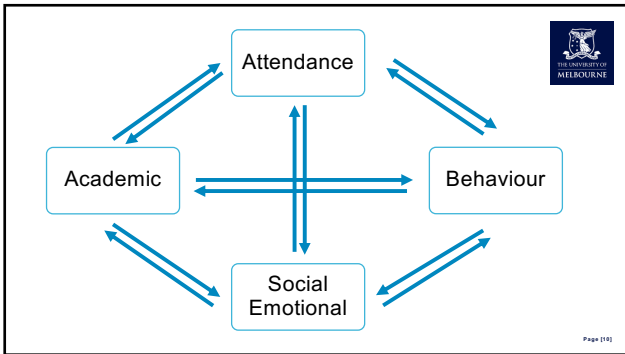 Attendance
THE UNIVERSITY OF
MELBOURNE
Academic
Behaviour
Social
Emotional
Page [10]